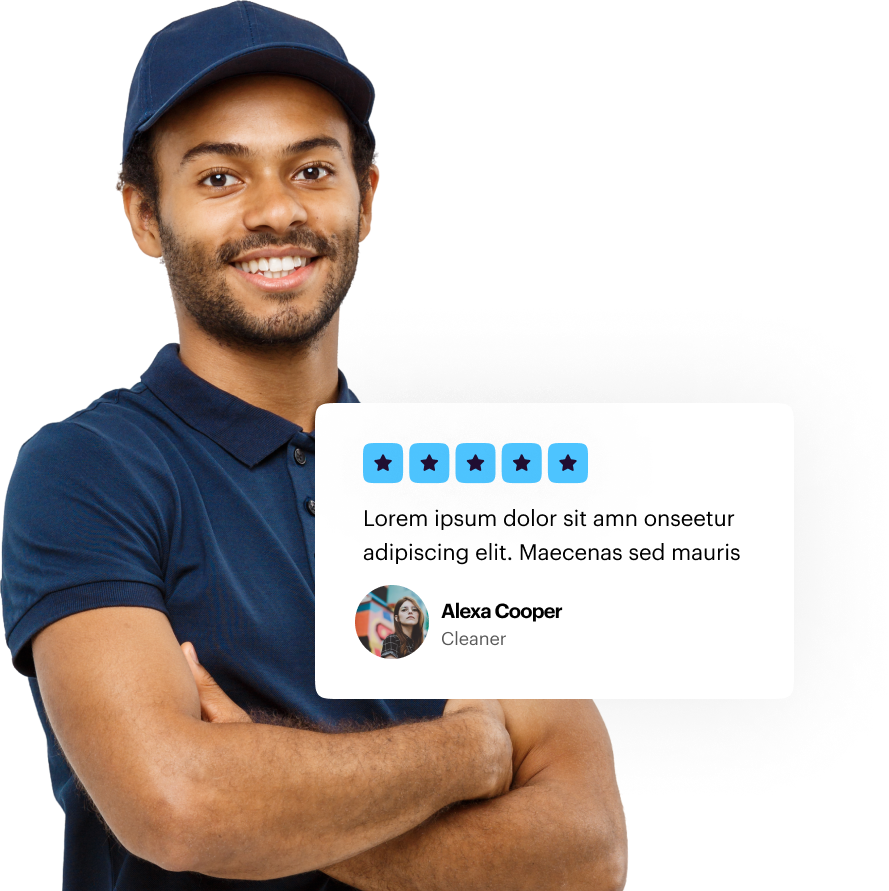 Lorem ipsum dolor sit amn onseetur
adipiscing elit. Maecenas sed mauris
Alexa Cooper
Cleaner